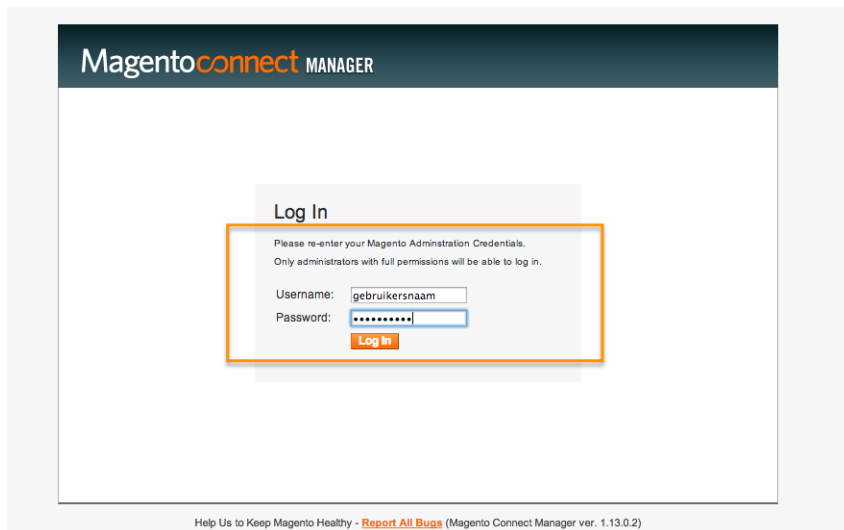 Magentoconnect MANAGER
Log In
Please re-enter your Magento Adminstration Credentials.
Only administrators with full permissions will be able to log in.
Username: gebruikersnaam
Password: ••••••••••
Log In
Help Us to Keep Magento Healthy - Report All Bugs (Magento Connect Manager ver. 1.13.0.2)